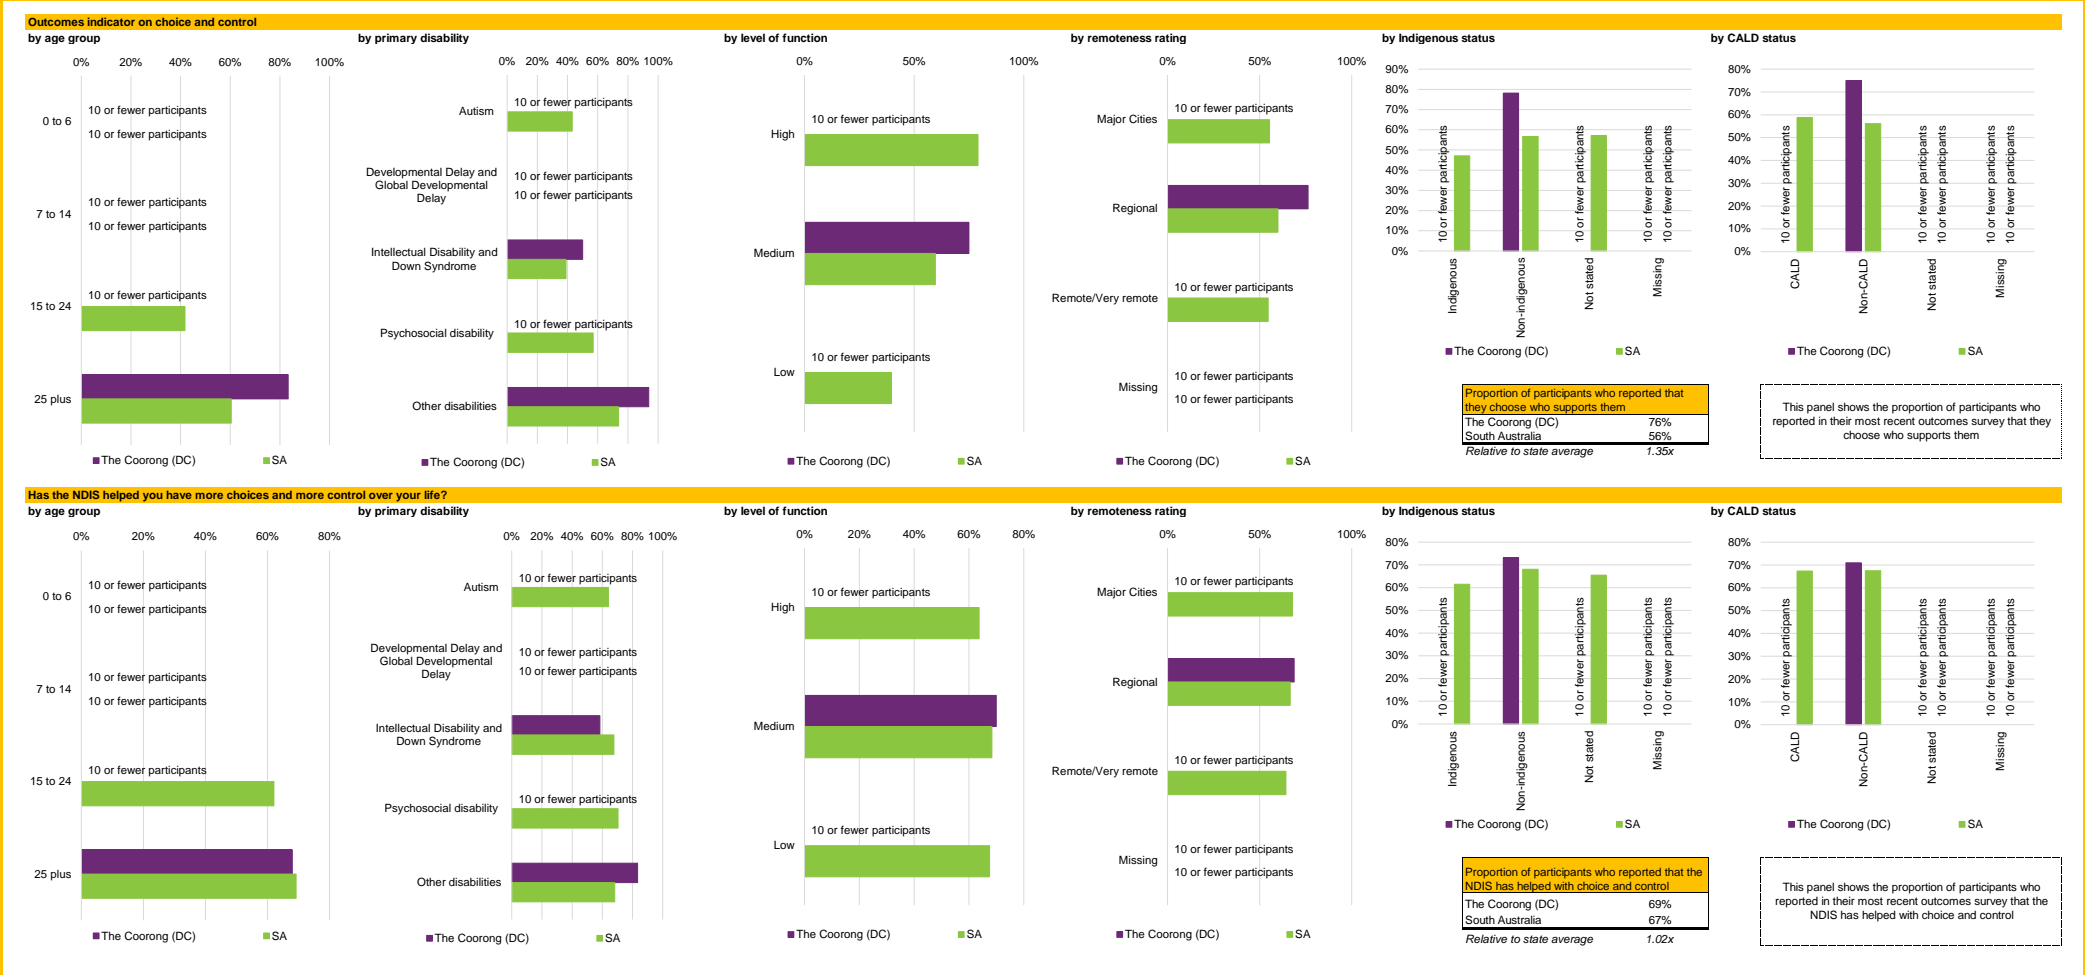 Outcomes indicator on choice and control
by age group
0% 20% 40% 60% 80% 100%
0 to 6
10 or fewer participants
10 or fewer participants
7 to 14
10 or fewer participants
10 or fewer participants
15 to 24
10 or fewer participants
25 plus
The Coorong (DC) SA
by primary disability
0% 20% 40% 60% 80% 100%
Autism
10 or fewer participants
Developmental Delay and
Global Developmental
Delay
10 or fewer participants
10 or fewer participants
Intellectual Disability and
Down Syndrome
Psychosocial disability
10 or fewer participants
Other disabilities
The Coorong (DC) SA
by level of function
0% 50% 100%
High
10 or fewer participants
Medium
Low
10 or fewer participants
The Coorong (DC) SA
by remoteness rating
0% 50% 100%
Major Cities
10 or fewer participants
Regional
Remote/Very remote
10 or fewer participants
Missing
10 or fewer participants
10 or fewer participants
The Coorong (DC) SA
by Indigenous status
90%
80%
70%
60%
50%
40%
30%
20%
10%
0%
10 or fewer participants
10 or fewer participants
10 or fewer participants
10 or fewer participants
Indigenous
Non-indigenous
Not stated
Missing
The Coorong (DC) SA
Proportion of participants who reported that
they choose who supports them
The Coorong (DC) 76%
South Australia 56%
Relative to state average 1.35x
by CALD status
80%
70%
60%
50%
40%
30%
20%
10%
0%
10 or fewer participants
10 or fewer participants
10 or fewer participants
10 or fewer participants
10 or fewer participants
CALD
Non-CALD
Not stated
Missing
The Coorong (DC) SA
This panel shows the proportion of participants who
reported in their most recent outcomes survey that they
choose who supports them
Has the NDIS helped you have more choices and more control over your life?
by age group
0% 20% 40% 60% 80%
0 to 6
10 or fewer participants
10 or fewer participants
7 to 14
10 or fewer participants
10 or fewer participants
15 to 24
10 or fewer participants
25 plus
The Coorong (DC) SA
by primary disability
0% 20% 40% 60% 80% 100%
Autism
10 or fewer participants
Developmental Delay and
Global Developmental
Delay
10 or fewer participants
10 or fewer participants
Intellectual Disability and
Down Syndrome
Psychosocial disability
10 or fewer participants
Other disabilities
The Coorong (DC) SA
by level of function
0% 20% 40% 60% 80%
High
10 or fewer participants
Medium
Low
10 or fewer participants
The Coorong (DC) SA
by remoteness rating
0% 50% 100%
Major Cities
10 or fewer participants
Regional
Remote/Very remote
10 or fewer participants
Missing
10 or fewer participants
10 or fewer participants
The Coorong (DC) SA
by Indigenous status
80%
70%
60%
50%
40%
30%
20%
10%
0%
10 or fewer participants
10 or fewer participants
10 or fewer participants
10 or fewer participants
Indigenous
Non-indigenous
Not stated
Missing
The Coorong (DC) SA
Proportion of participants who reported that the
NDIS has helped with choice and control
The Coorong (DC) 69%
South Australia 67%
Relative to state average 1.02x
by CALD status
80%
70%
60%
50%
40%
30%
20%
10%
0%
10 or fewer participants
10 or fewer participants
10 or fewer participants
10 or fewer participants
10 or fewer participants
CALD
Non-CALD
Not stated
Missing
The Coorong (DC) SA
This panel shows the proportion of participants who
reported in their most recent outcomes survey that the
NDIS has helped with choice and control